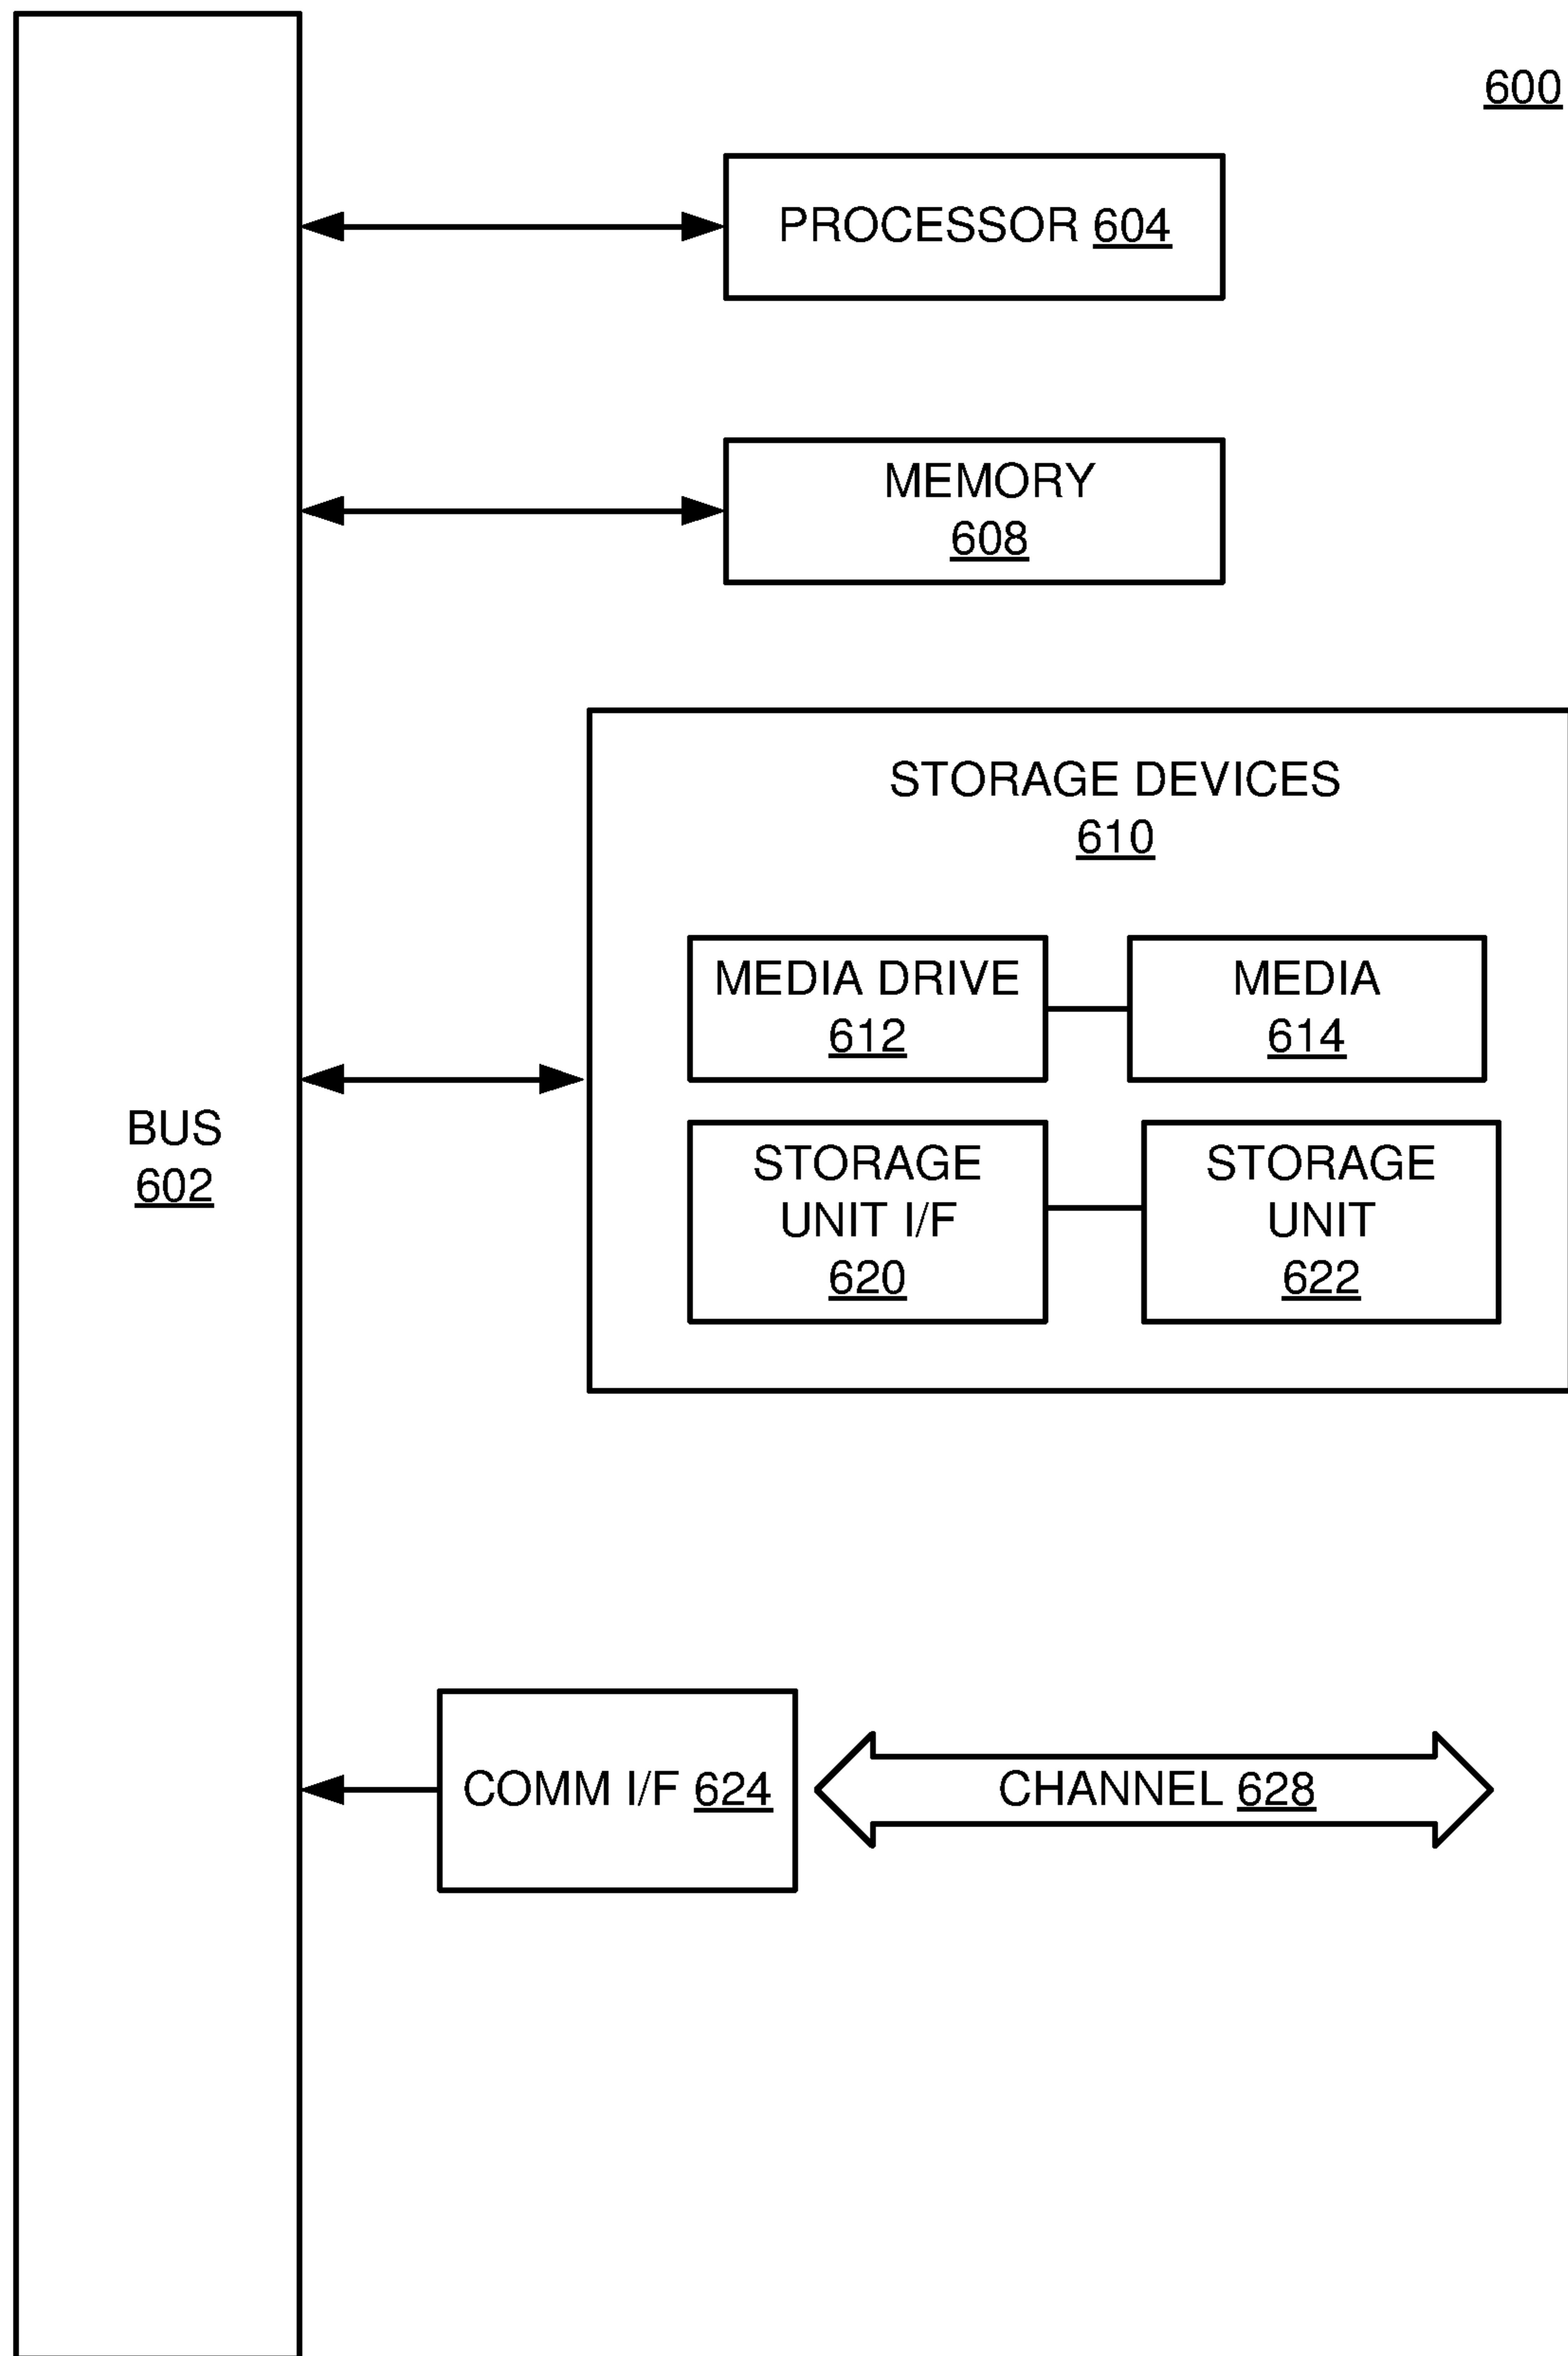 600
PROCESSOR 604
MEMORY
608
STORAGE DEVICES
610
MEDIA DRIVE
612
MEDIA
614
BUS
602
STORAGE
UNIT I/F
620
STORAGE
UNIT
622
COMM I/F 624
CHANNEL 628